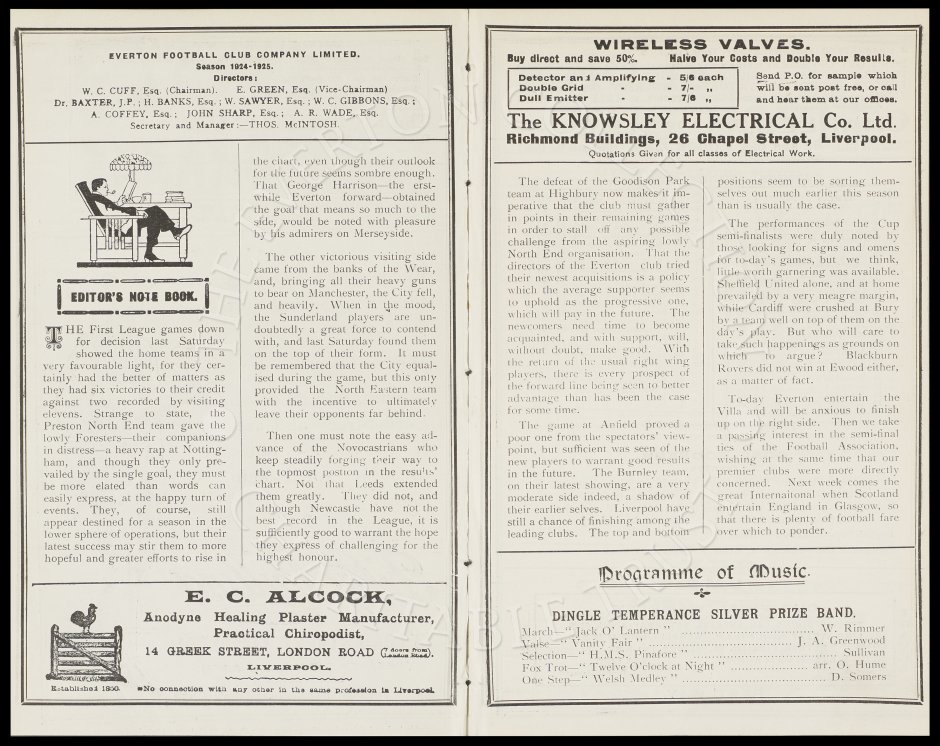 EVERTON FOOTBALL CLUB COMPANY LIMITED.
Season 1924-1925.
Directors:
W. C. CUFF, Esq. (Chairman). E. GREEN, Esq. (Vice-Chairman)
Dr. BAXTER, J.P.; H. BANKS, Esq.; W. SAWYER, Esq.; W. C. GIBBONS, Esq.;
A. COFFEY, Esq.; JOHN SHARP, Esq.; A. R. WADE, Esq.
Secretary and Manager:—THOS. McINTOSH.
EDITOR'S NOTE BOOK.
THE First League games down
for decision last Saturday
showed the home teams in a
very favourable light, for they cer-
tainly had the better of matters as
they had six victories to their credit
against two recorded by visiting
elevens. Strange to state, the
Preston North End team gave the
lowly Foresters—their companions
in distress—a heavy rap at Notting-
ham, and though they only pre-
vailed by the single goal, they must
be more elated than words can
easily express, at the happy turn of
events. They, of course, still
appear destined for a season in the
lower sphere of operations, but their
latest success may stir them to more
hopeful and greater efforts to rise in
the chart, even though their outlook
for the future seems sombre enough.
That George Harrison—the erst-
while Everton forward—obtained
the goal that means so much to the
side, would be noted with pleasure
by his admirers on Merseyside.
The other victorious visiting side
came from the banks of the Wear,
and, bringing all their heavy guns
to bear on Manchester, the City fell,
and heavily. When in the mood,
the Sunderland players are un-
doubtedly a great force to contend
with, and last Saturday found them
on the top of their form. It must
be remembered that the City equal-
ised during the game, but this only
provided the North Eastern team
with the incentive to ultimately
leave their opponents far behind.
Then one must note the easy ad-
vance of the Novocastrians who
keep steadily forging their way to
the topmost position in the results'
chart. Not that Leeds extended
them greatly. They did not, and
although Newcastle have not the
best record in the League, it is
sufficiently good to warrant the hope
they express of challenging for the
highest honour.
E. C. ALCOCK,
Anodyne Healing Plaster Manufacturer,
Practical Chiropodist,
14 GREEK STREET, LONDON ROAD (7 doors from London Road).
LIVERPOOL.
Established 1850. *No connection with any other in the same profession in Liverpool.
WIRELESS VALVES.
Buy direct and save 50%. Halve Your Costs and Double Your Results.
Detector and Amplifying - 5/6 each
Double Grid - - 7/- „
Dull Emitter - - 7/6 „
Send P.O. for sample which
will be sent post free, or call
and hear them at our offices.
The KNOWSLEY ELECTRICAL Co. Ltd.
Richmond Buildings, 26 Chapel Street, Liverpool.
Quotations Given for all classes of Electrical Work.
The defeat of the Goodison Park
team at Highbury now makes it im-
perative that the club must gather
in points in their remaining games
in order to stall off any possible
challenge from the aspiring lowly
North End organisation. That the
directors of the Everton club tried
their newest acquisitions is a policy
which the average supporter seems
to uphold as the progressive one,
which will pay in the future. The
newcomers need time to become
acquainted, and with support, will,
without doubt, make good. With
the return of the usual right wing
players, there is every prospect of
the forward line being seen to better
advantage than has been the case
for some time.
The game at Anfield proved a
poor one from the spectators' view-
point, but sufficient was seen of the
new players to warrant good results
in the future. The Burnley team,
on their latest showing, are a very
moderate side indeed, a shadow of
their earlier selves. Liverpool have
still a chance of finishing among the
leading clubs. The top and bottom
positions seem to be sorting them-
selves out much earlier this season
than is usually the case.
The performances of the Cup
semi-finalists were duly noted by
those looking for signs and omens
for to-day's games, but we think,
little worth garnering was available.
Sheffield United alone, and at home
prevailed by a very meagre margin,
while Cardiff were crushed at Bury
by a team well on top of them on the
day's play. But who will care to
take such happenings as grounds on
which to argue? Blackburn
Rovers did not win at Ewood either,
as a matter of fact.
To-day Everton entertain the
Villa and will be anxious to finish
up on the right side. Then we take
a passing interest in the semi-final
ties of the Football Association,
wishing at the same time that our
premier clubs were more directly
concerned. Next week comes the
great Internaitonal when Scotland
entertain England in Glasgow, so
that there is plenty of football fare
over which to ponder.
Programme of Music.
DINGLE TEMPERANCE SILVER PRIZE BAND.
March—"Jack O' Lantern" ........ W. Rimmer
Valse—"Vanity Fair" ........ J. A. Greenwood
Selection—"H.M.S. Pinafore" ........ Sullivan
Fox Trot—"Twelve O'clock at Night" ........ arr. O. Hume
One Step—"Welsh Medley" ........ D. Somers